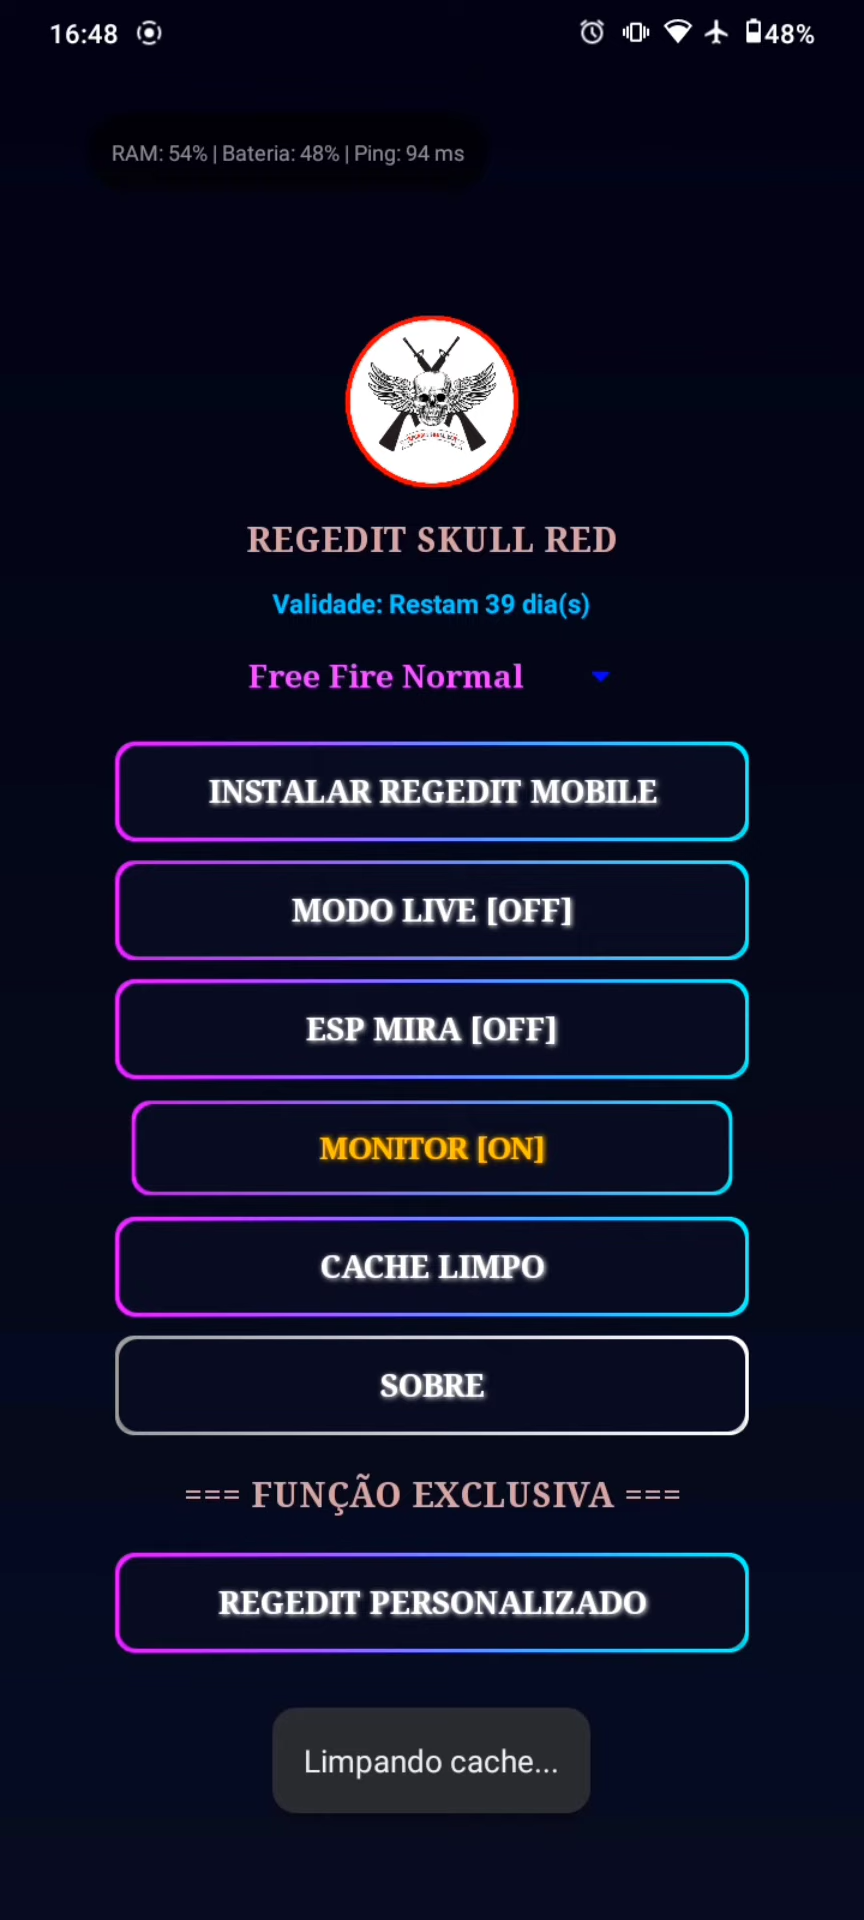 16:48
48%
RAM: 54% | Bateria: 48% | Ping: 94 ms
REGEDIT SKULL RED
Validade: Restam 39 dia(s)
Free Fire Normal
INSTALAR REGEDIT MOBILE
MODO LIVE [OFF]
ESP MIRA [OFF]
MONITOR [ON]
CACHE LIMPO
SOBRE
=== FUNÇÃO EXCLUSIVA ===
REGEDIT PERSONALIZADO
Limpando cache...